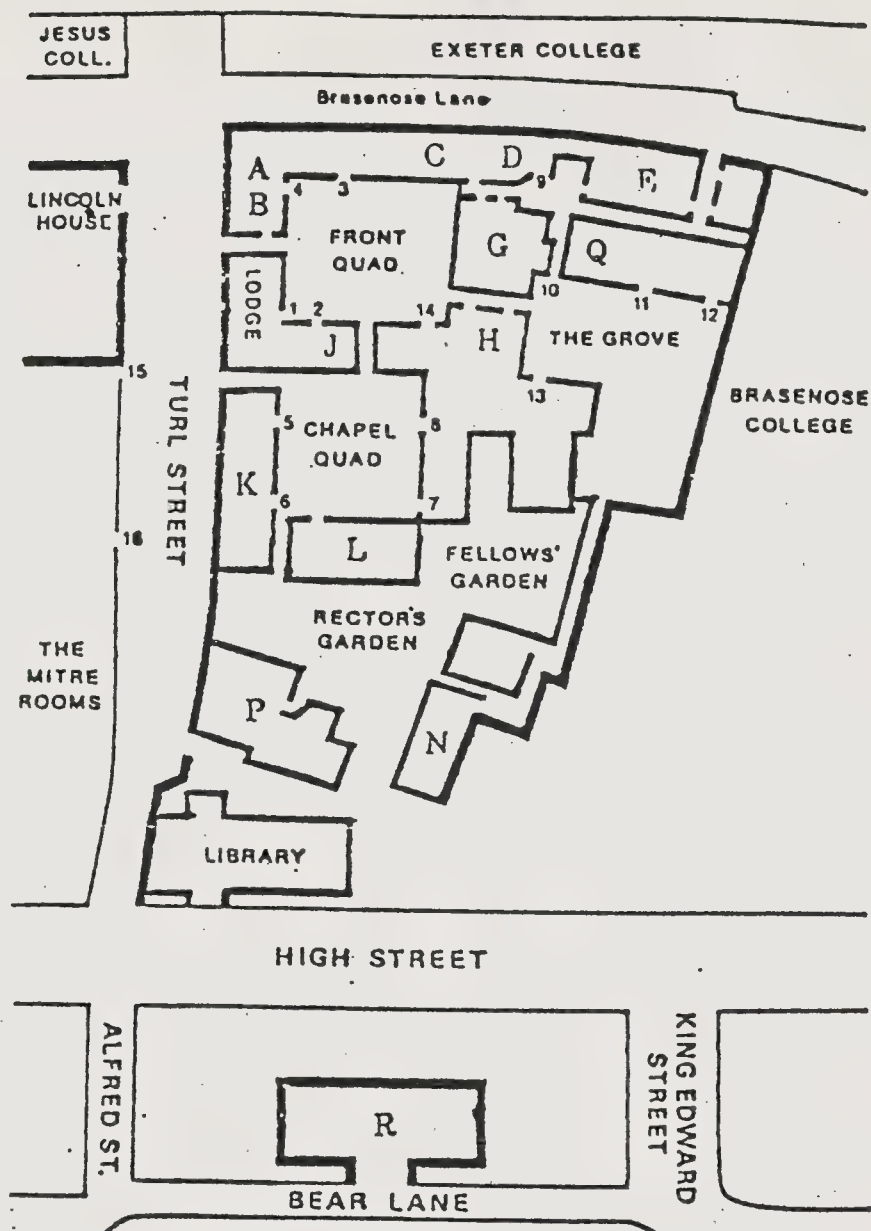 JESUS
COLL.
EXETER COLLEGE
Brasenose Lane
A
B
C
D
E
LINCOLN
HOUSE
4
3
9
FRONT
QUAD
G
Q
LODGE
10
11
12
1
2
14
J
H
THE GROVE
13
15
TURL STREET
BRASENOSE
COLLEGE
5
CHAPEL
QUAD
8
K
6
7
16
L
FELLOWS'
GARDEN
RECTOR'S
GARDEN
THE
MITRE
ROOMS
P
N
LIBRARY
HIGH STREET
ALFRED ST.
KING EDWARD
STREET
R
BEAR LANE